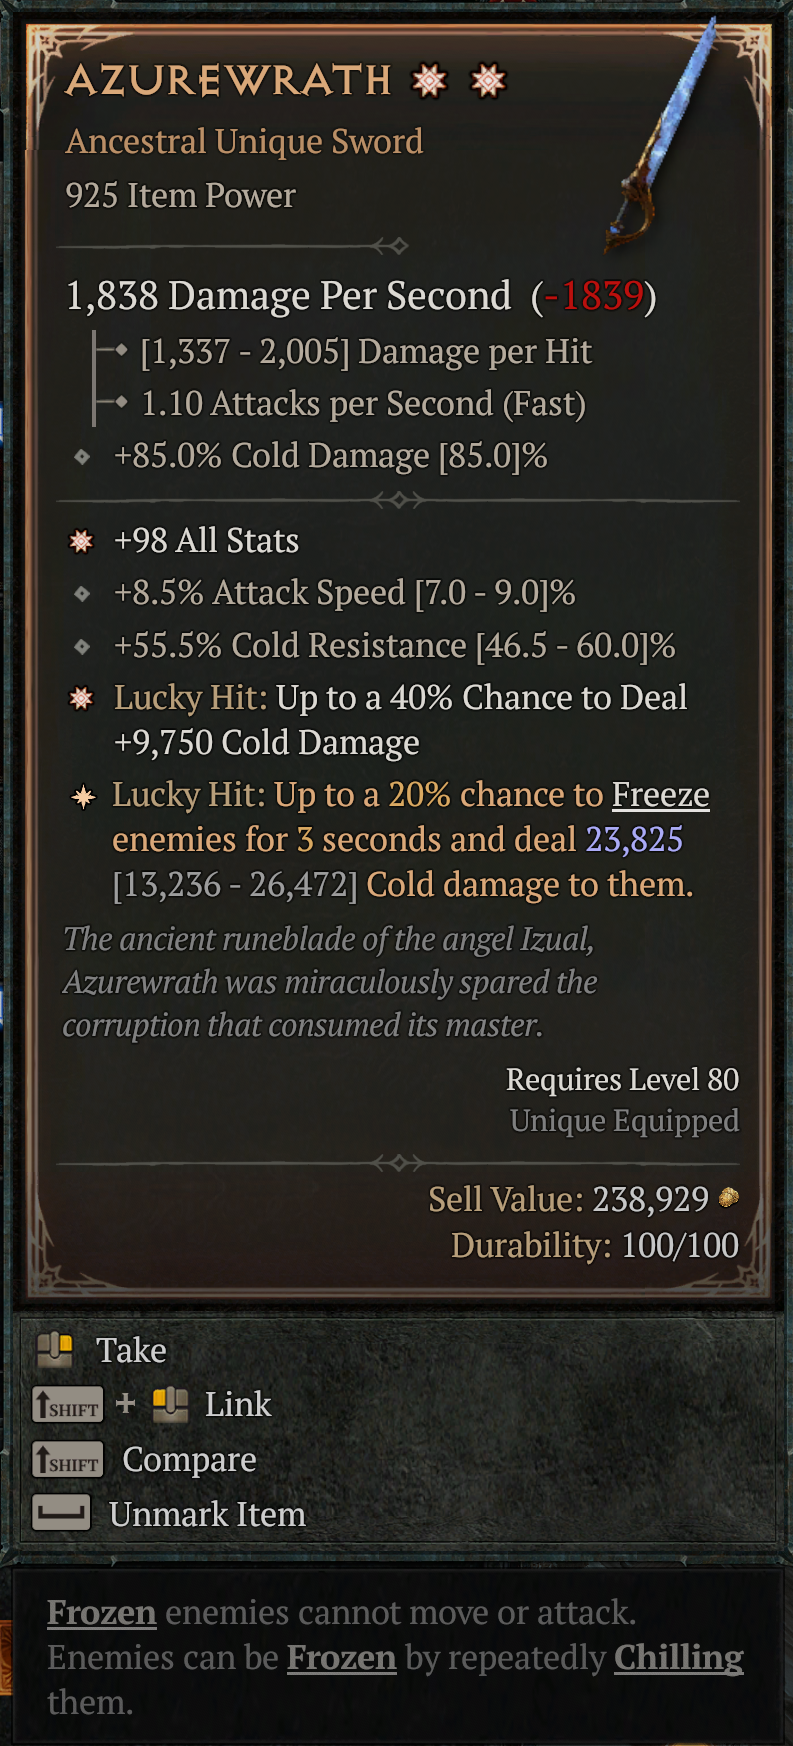 AZUREWRATH
Ancestral Unique Sword
925 Item Power
1,838 Damage Per Second (-1839)
[1,337 - 2,005] Damage per Hit
1.10 Attacks per Second (Fast)
+85.0% Cold Damage [85.0]%
+98 All Stats
+8.5% Attack Speed [7.0 - 9.0]%
+55.5% Cold Resistance [46.5 - 60.0]%
Lucky Hit: Up to a 40% Chance to Deal
+9,750 Cold Damage
Lucky Hit: Up to a 20% chance to Freeze
enemies for 3 seconds and deal 23,825
[13,236 - 26,472] Cold damage to them.
The ancient runeblade of the angel Izual,
Azurewrath was miraculously spared the
corruption that consumed its master.
Requires Level 80
Unique Equipped
Sell Value: 238,929
Durability: 100/100
Take
SHIFT + Link
SHIFT Compare
Unmark Item
Frozen enemies cannot move or attack.
Enemies can be Frozen by repeatedly Chilling
them.